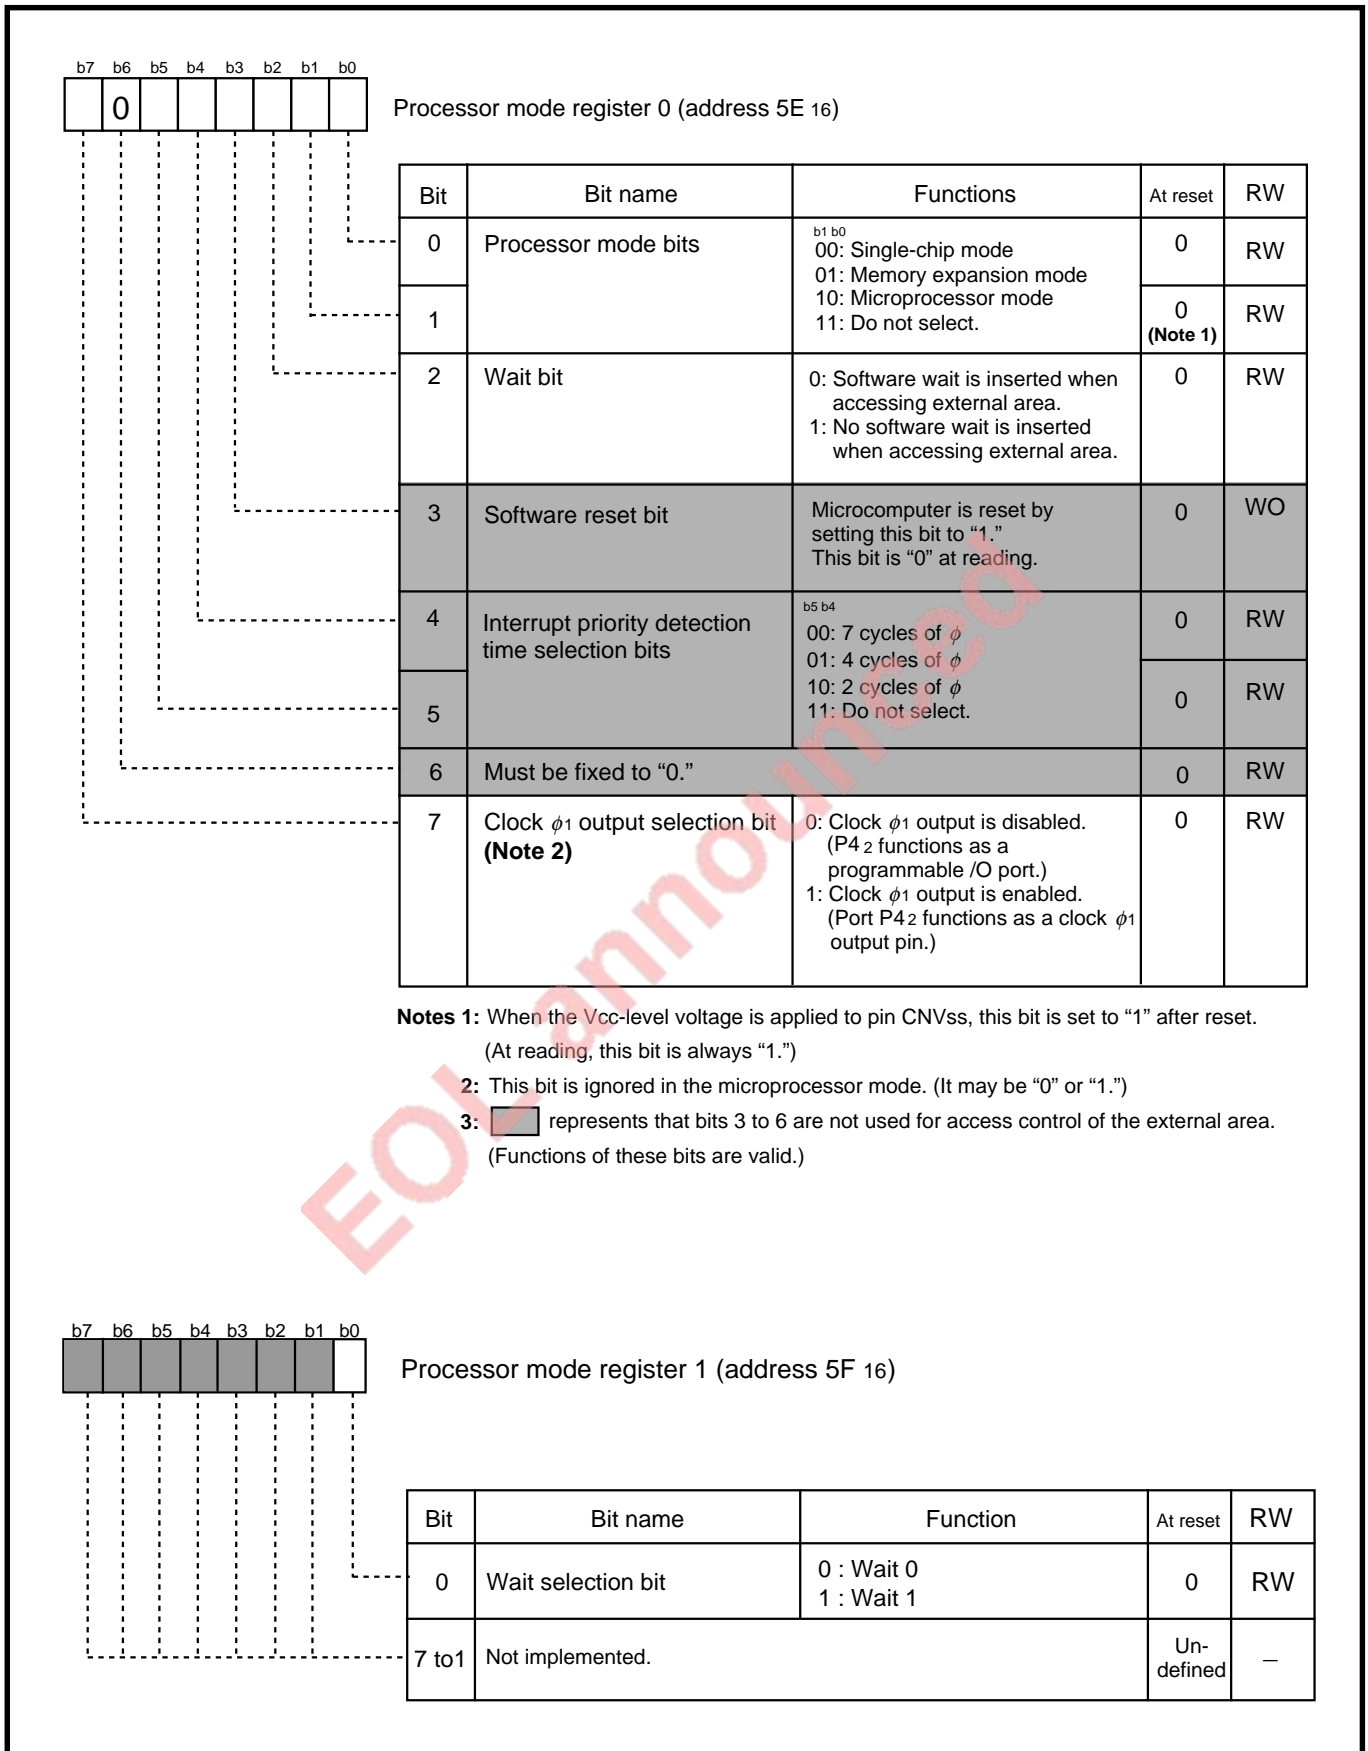 b7 b6 b5 b4 b3 b2 b1 b0
0
Processor mode register 0 (address 5E 16)
Bit Bit name Functions At reset RW
0 Processor mode bits b1 b0 0 RW
00: Single-chip mode
01: Memory expansion mode
1 10: Microprocessor mode 0 RW
11: Do not select. (Note 1)
2 Wait bit 0: Software wait is inserted when 0 RW
accessing external area.
1: No software wait is inserted
when accessing external area.
3 Software reset bit Microcomputer is reset by 0 WO
setting this bit to “1.”
This bit is “0” at reading.
4 Interrupt priority detection b5 b4 0 RW
time selection bits 00: 7 cycles of ϕ
01: 4 cycles of ϕ
5 10: 2 cycles of ϕ 0 RW
11: Do not select.
6 Must be fixed to “0.” 0 RW
7 Clock ϕ1 output selection bit 0: Clock ϕ1 output is disabled. 0 RW
(Note 2) (P4 2 functions as a
programmable /O port.)
1: Clock ϕ1 output is enabled.
(Port P4 2 functions as a clock ϕ1
output pin.)
Notes 1: When the Vcc-level voltage is applied to pin CNVss, this bit is set to “1” after reset.
(At reading, this bit is always “1.”)
2: This bit is ignored in the microprocessor mode. (It may be “0” or “1.”)
3: represents that bits 3 to 6 are not used for access control of the external area.
(Functions of these bits are valid.)
EOL announced
b7 b6 b5 b4 b3 b2 b1 b0
Processor mode register 1 (address 5F 16)
Bit Bit name Function At reset RW
0 Wait selection bit 0 : Wait 0 0 RW
1 : Wait 1
7 to1 Not implemented. Un- –
defined